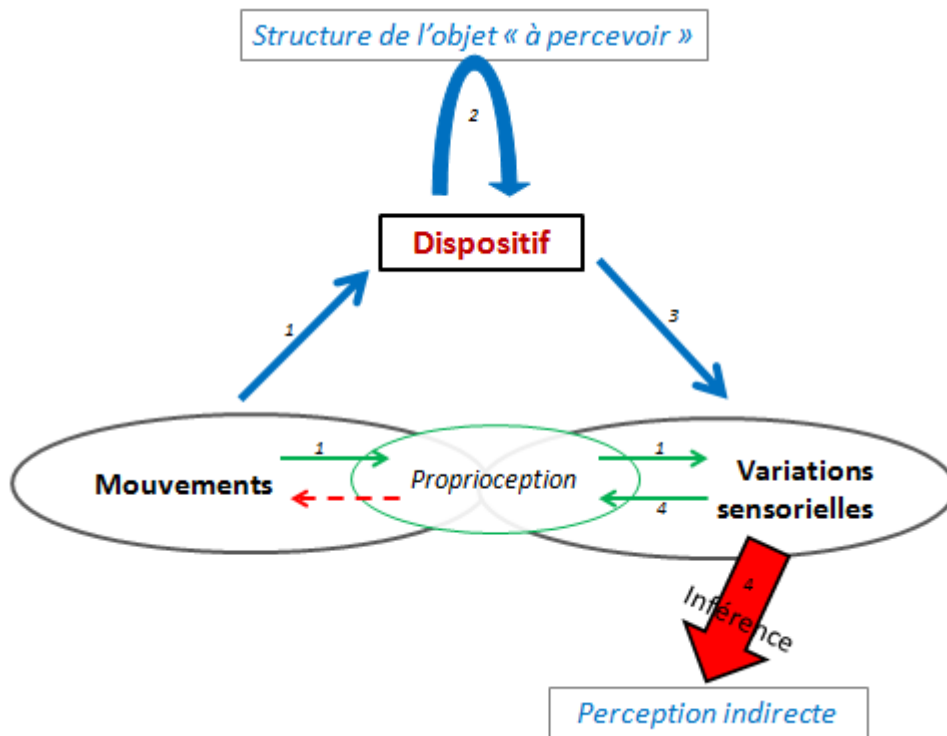 Structure de l'objet « à percevoir »
2
Dispositif
1
3
1
1
Mouvements
Proprioception
Variations
sensorielles
4
4
Inférence
Perception indirecte